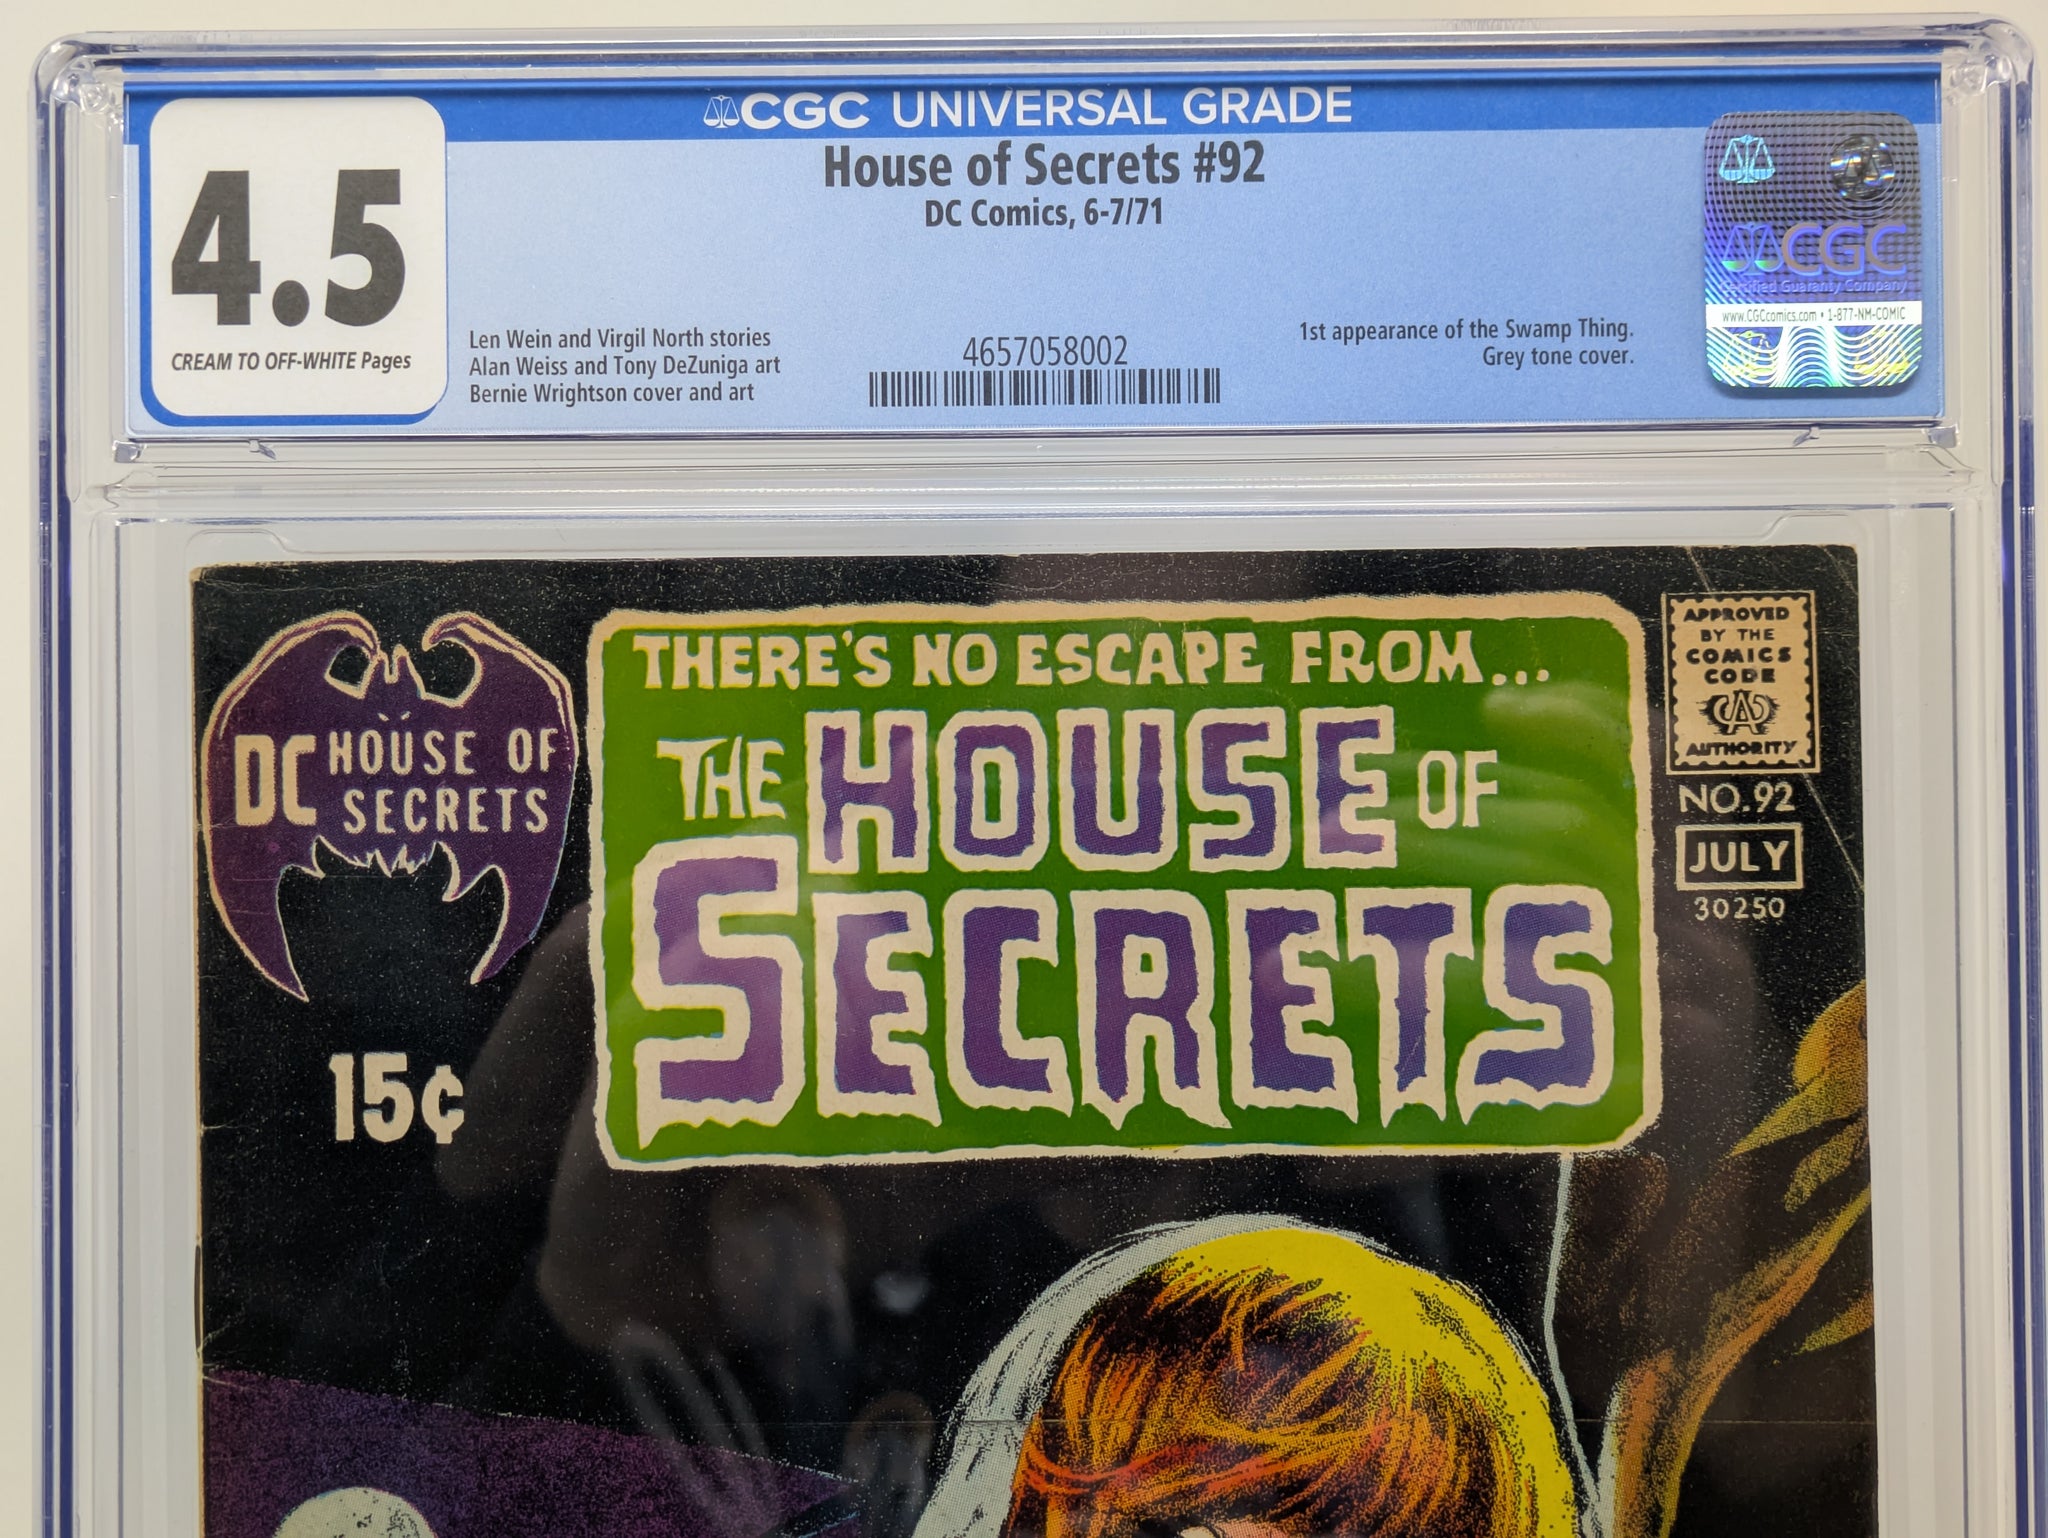 CGC UNIVERSAL GRADE
4.5
CREAM TO OFF-WHITE Pages
House of Secrets #92
DC Comics, 6-7/71
Len Wein and Virgil North stories
Alan Weiss and Tony DeZuniga art
Bernie Wrightson cover and art
4657058002
1st appearance of the Swamp Thing.
Grey tone cover.
CGC
Certified Guaranty Company
www.CGCcomics.com • 1-877-NM-COMIC
DC HOUSE OF
SECRETS
15¢
THERE'S NO ESCAPE FROM...
THE HOUSE OF
SECRETS
APPROVED
BY THE
COMICS
CODE
CAC
AUTHORITY
NO.92
JULY
30250